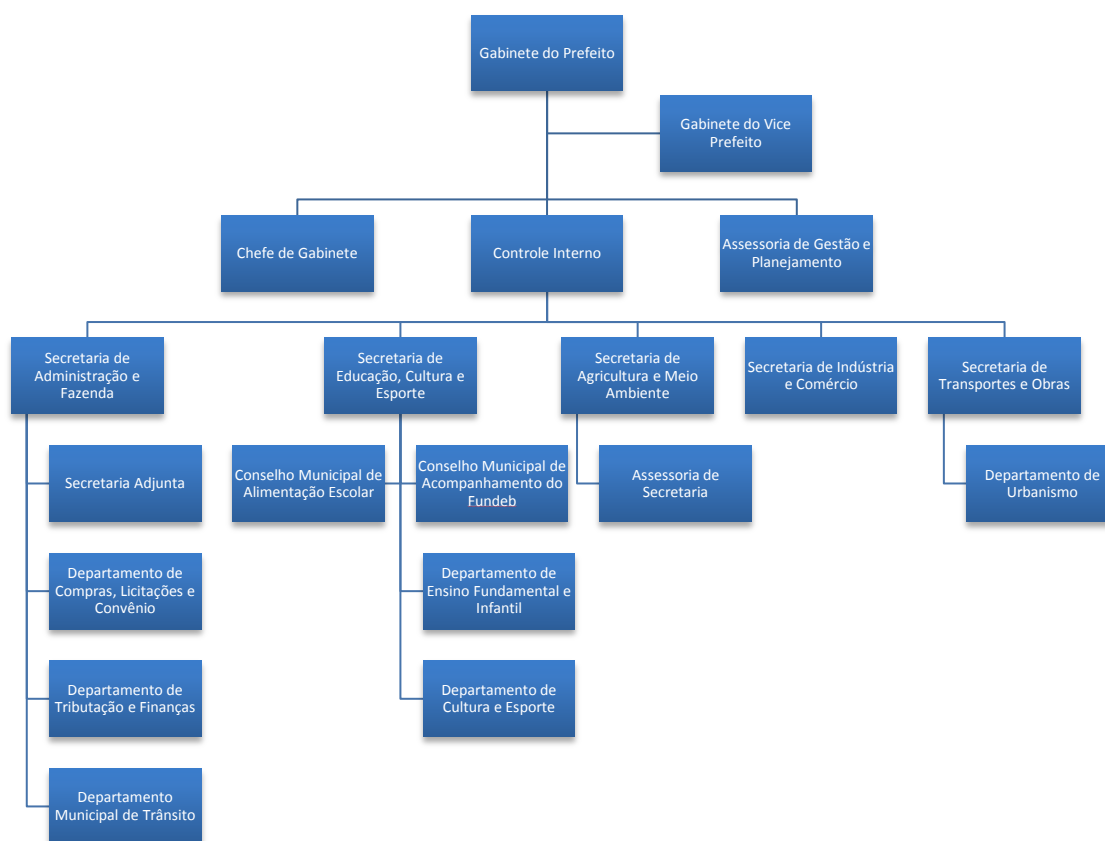 Gabinete do Prefeito
Gabinete do Vice
Prefeito
Chefe de Gabinete
Controle Interno
Assessoria de Gestão e
Planejamento
Secretaria de
Administração e
Fazenda
Secretaria de
Educação, Cultura e
Esporte
Secretaria de
Agricultura e Meio
Ambiente
Secretaria de Indústria
e Comércio
Secretaria de
Transportes e Obras
Secretaria Adjunta
Conselho Municipal de
Alimentação Escolar
Conselho Municipal de
Acompanhamento do
Fundeb
Assessoria de
Secretaria
Departamento de
Urbanismo
Departamento de
Compras, Licitações e
Convênio
Departamento de
Ensino Fundamental e
Infantil
Departamento de
Tributação e Finanças
Departamento de
Cultura e Esporte
Departamento
Municipal de Trânsito